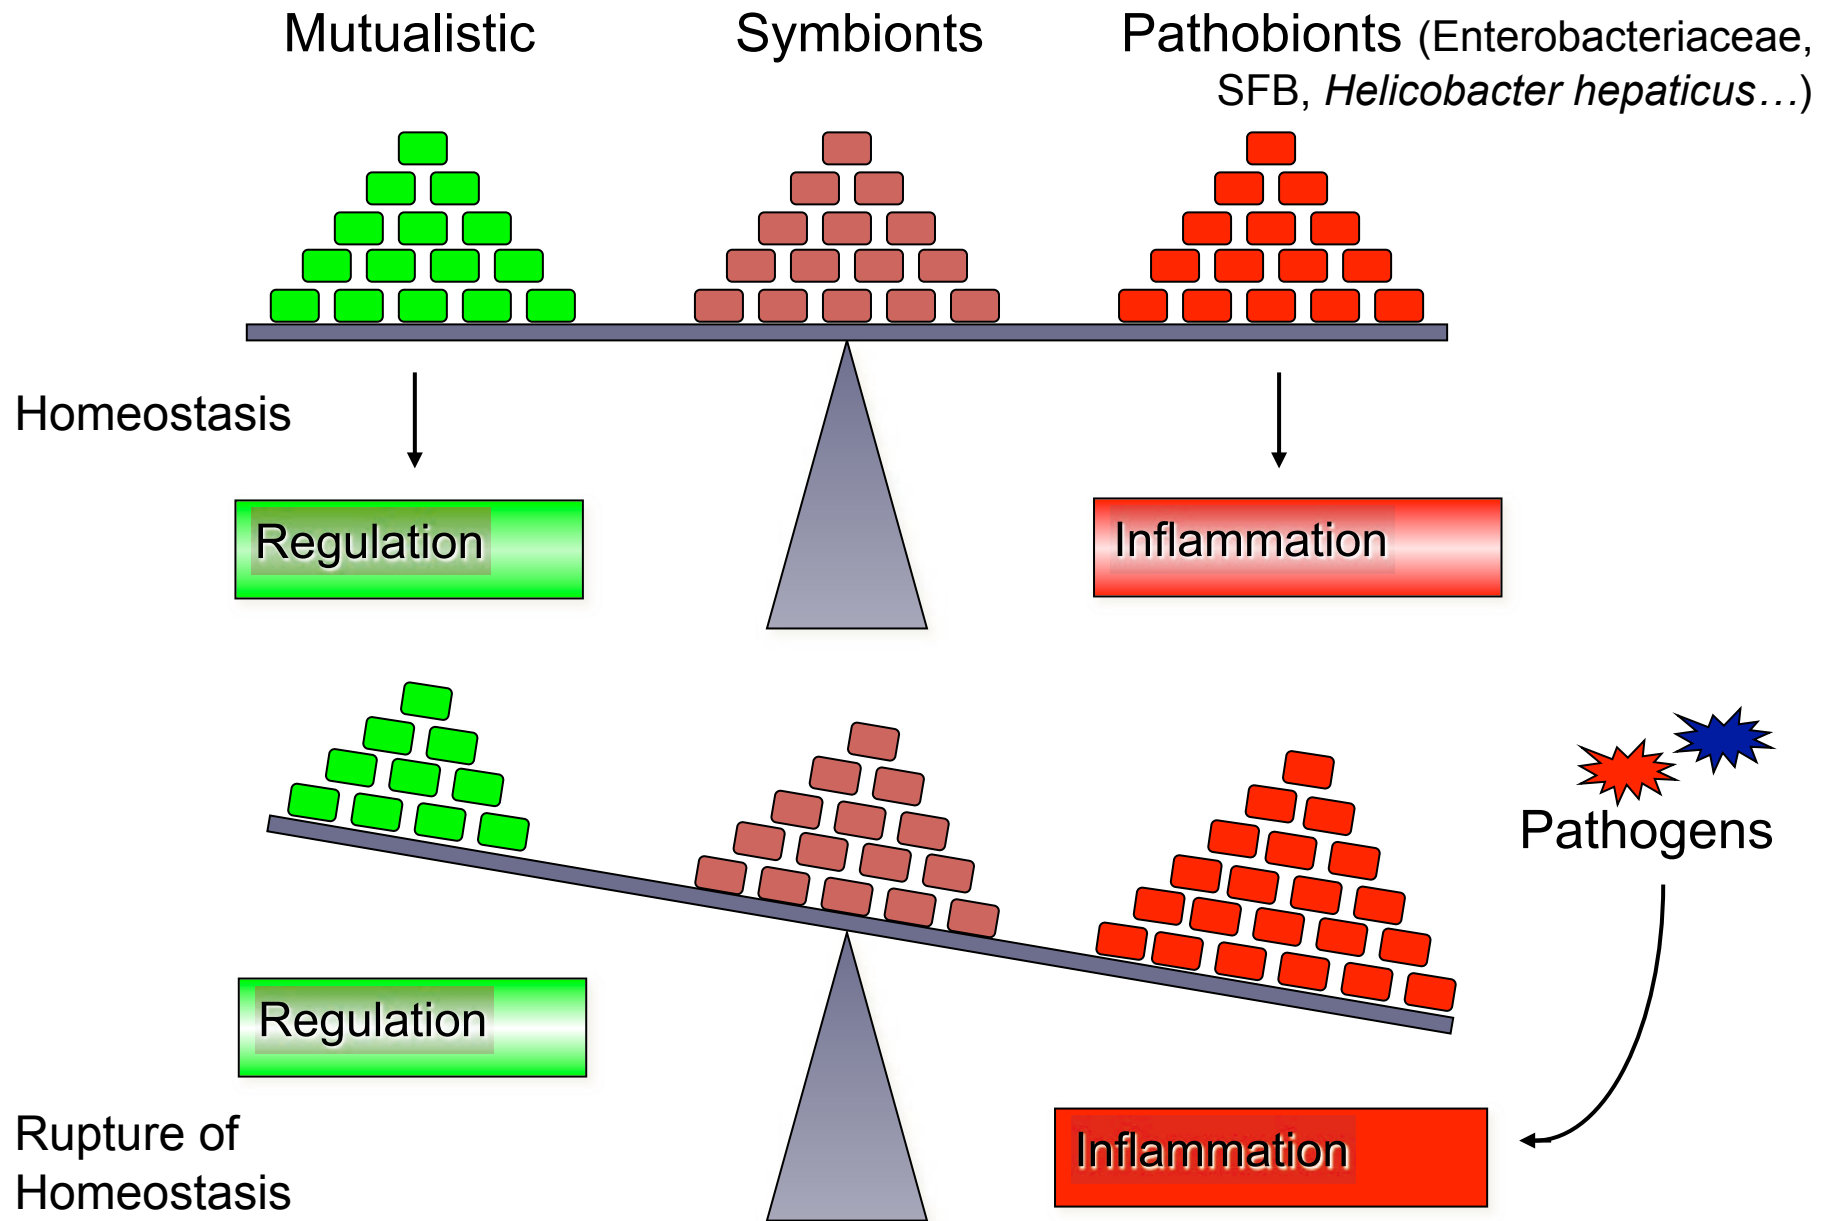 Mutualistic
Symbionts
Pathobionts (Enterobacteriaceae,
SFB, Helicobacter hepaticus…)
Homeostasis
Regulation
Inflammation
Pathogens
Regulation
Rupture of
Homeostasis
Inflammation